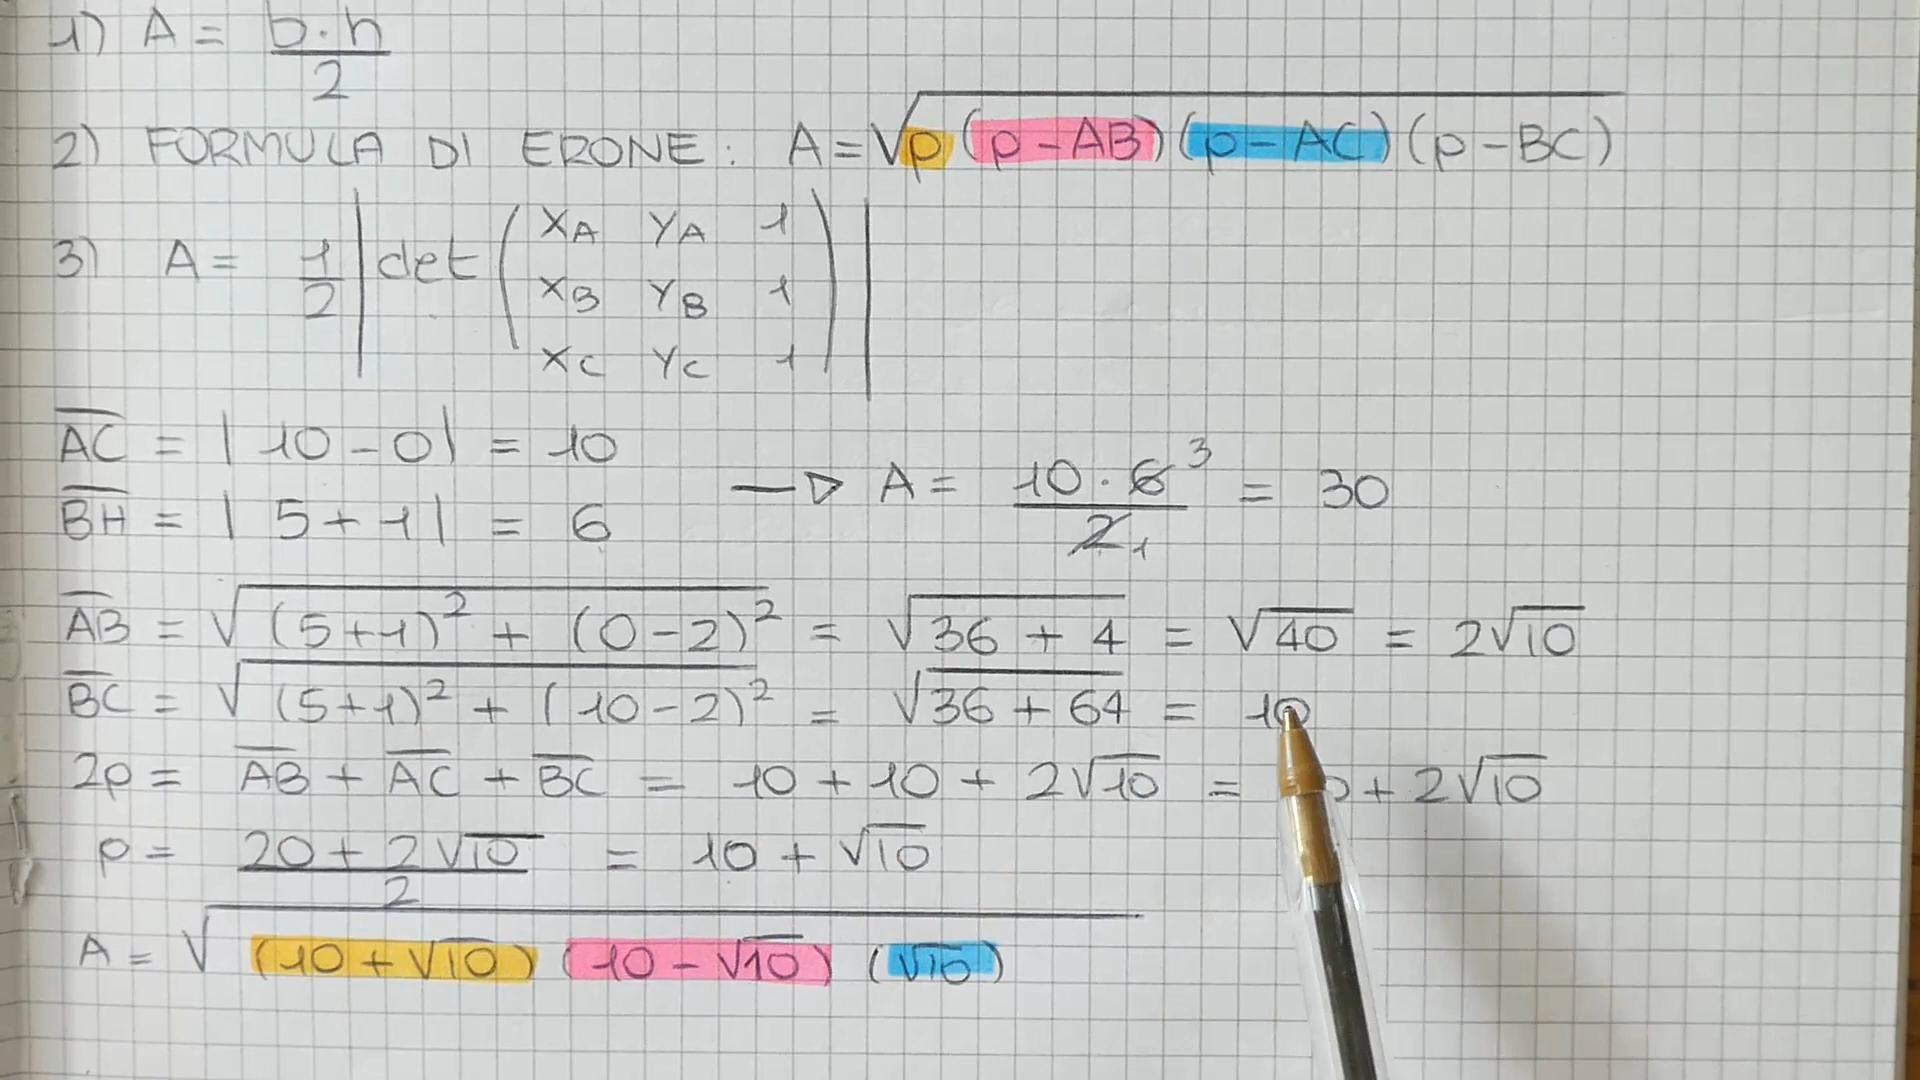 1) A = b·h / 2
2) FORMULA DI ERONE: A = √p(p-AB)(p-AC)(p-BC)
3) A = 1/2 |det( XA YA 1
XB YB 1
XC YC 1 )|
AC = | 10 - 0 | = 10
BH = | 5 + 1 | = 6
—▷ A = 10 · 6 3 / 2 1 = 30
AB = √(5+1)² + (0-2)² = √36 + 4 = √40 = 2√10
BC = √(5+1)² + (10-2)² = √36 + 64 = 10
2p = AB + AC + BC = 10 + 10 + 2√10 = 0 + 2√10
p = 20 + 2√10 / 2 = 10 + √10
A = √(10 + √10) (10 - √10) (√10)